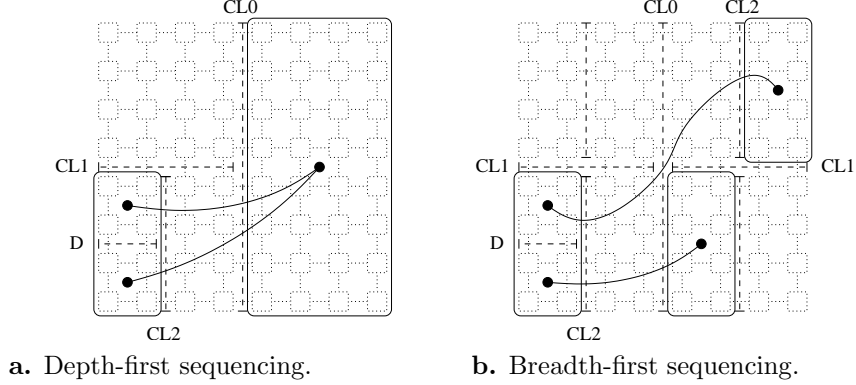 CL0
CL0 CL2
CL1
CL1
CL1
D
D
CL2
CL2
a. Depth-first sequencing.
b. Breadth-first sequencing.